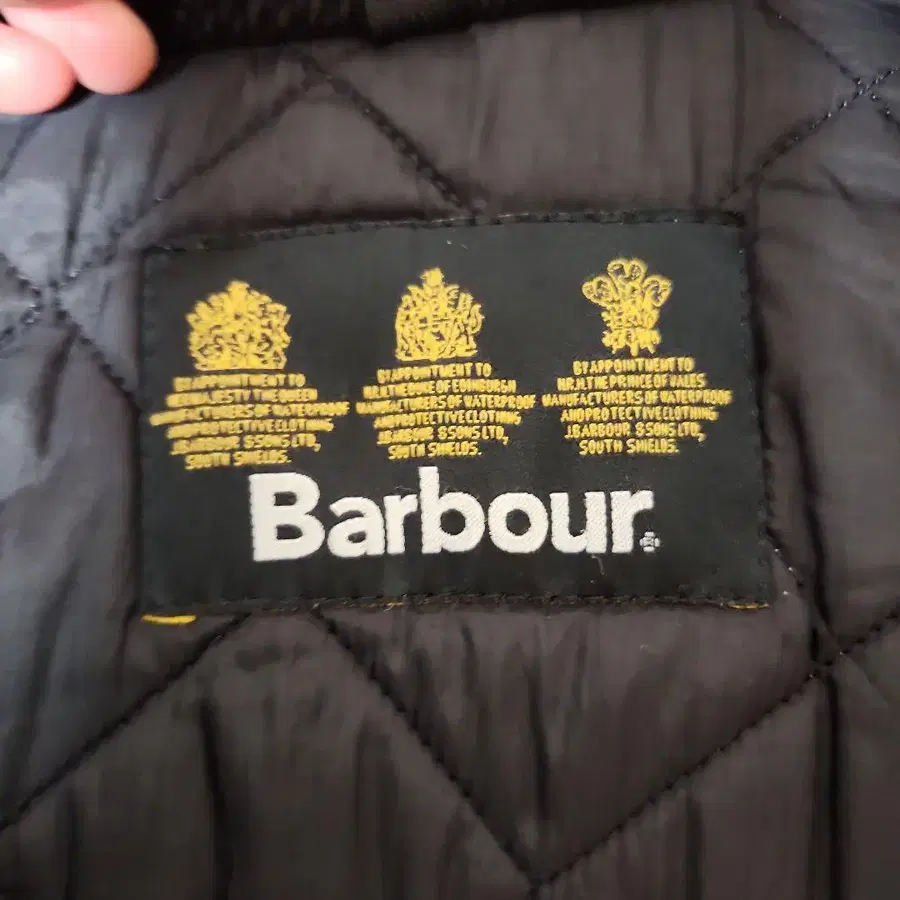 BY APPOINTMENT TO
HER MAJESTY THE QUEEN
MANUFACTURERS OF WATERPROOF
AND PROTECTIVE CLOTHING
J.BARBOUR & SONS LTD,
SOUTH SHIELDS.
BY APPOINTMENT TO
H.R.H. THE DUKE OF EDINBURGH
MANUFACTURERS OF WATERPROOF
AND PROTECTIVE CLOTHING
J.BARBOUR & SONS LTD,
SOUTH SHIELDS.
BY APPOINTMENT TO
H.R.H. THE PRINCE OF WALES
MANUFACTURERS OF WATERPROOF
AND PROTECTIVE CLOTHING
J.BARBOUR & SONS LTD,
SOUTH SHIELDS.
Barbour